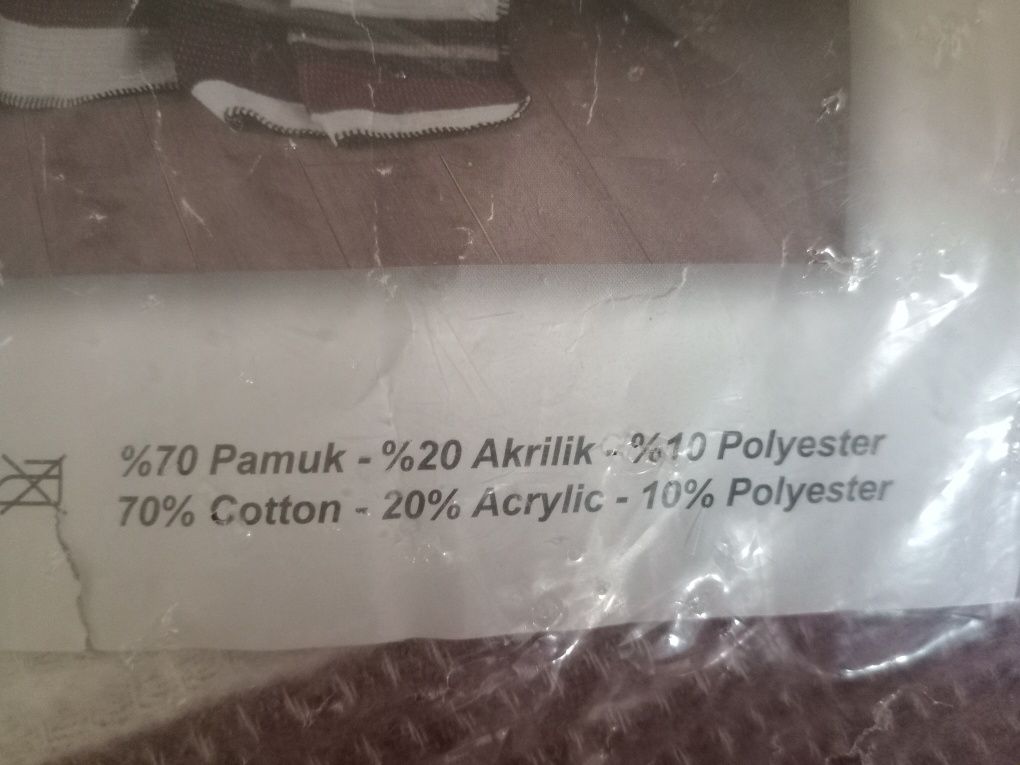 %70 Pamuk - %20 Akrilik - %10 Polyester
70% Cotton - 20% Acrylic - 10% Polyester